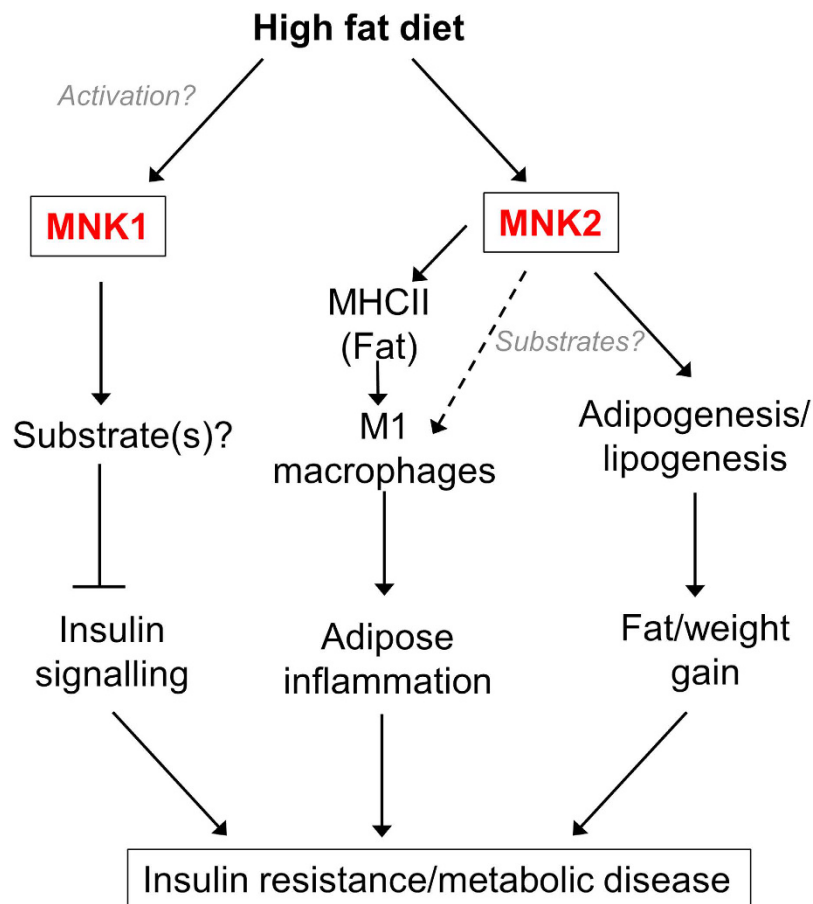 High fat diet
Activation?
MNK1
MNK2
MHCII
(Fat)
Substrates?
Substrate(s)?
M1
macrophages
Adipogenesis/
lipogenesis
Insulin
signalling
Adipose
inflammation
Fat/weight
gain
Insulin resistance/metabolic disease